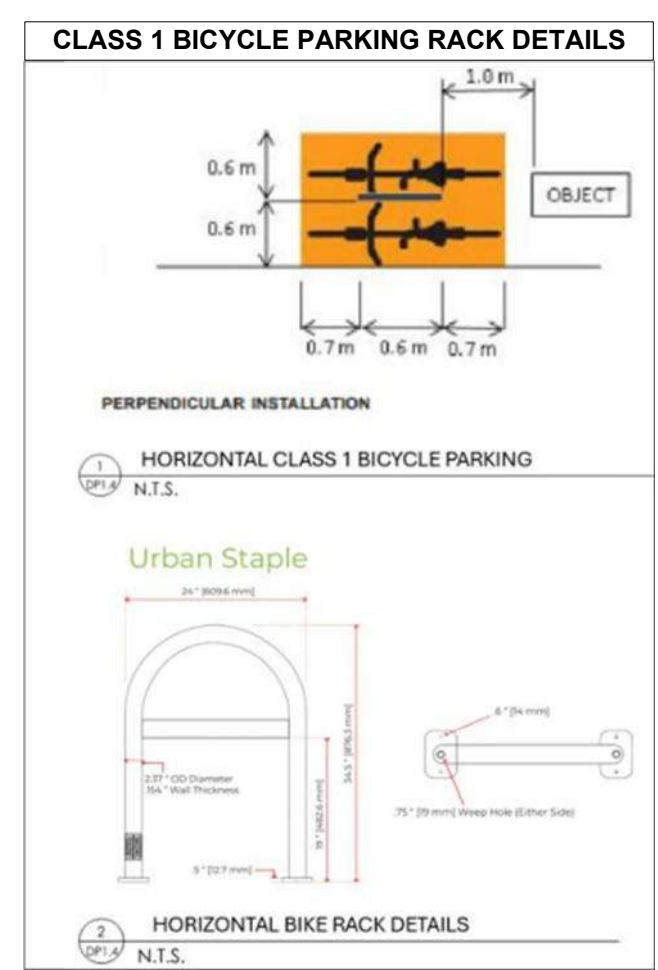 CLASS 1 BICYCLE PARKING RACK DETAILS
1.0 m
0.6 m
OBJECT
0.6 m
0.7 m 0.6 m 0.7 m
PERPENDICULAR INSTALLATION
1 HORIZONTAL CLASS 1 BICYCLE PARKING
DP1.4 N.T.S.
Urban Staple
24" [609.6 mm]
34.5" [876.3 mm]
.6" [14 mm]
2.37" OD Diameter
.154" Wall Thickness
19" [482.6 mm]
.75" [19 mm] Weep Hole (Either Side)
.5" [12.7 mm]
2 HORIZONTAL BIKE RACK DETAILS
DP1.4 N.T.S.